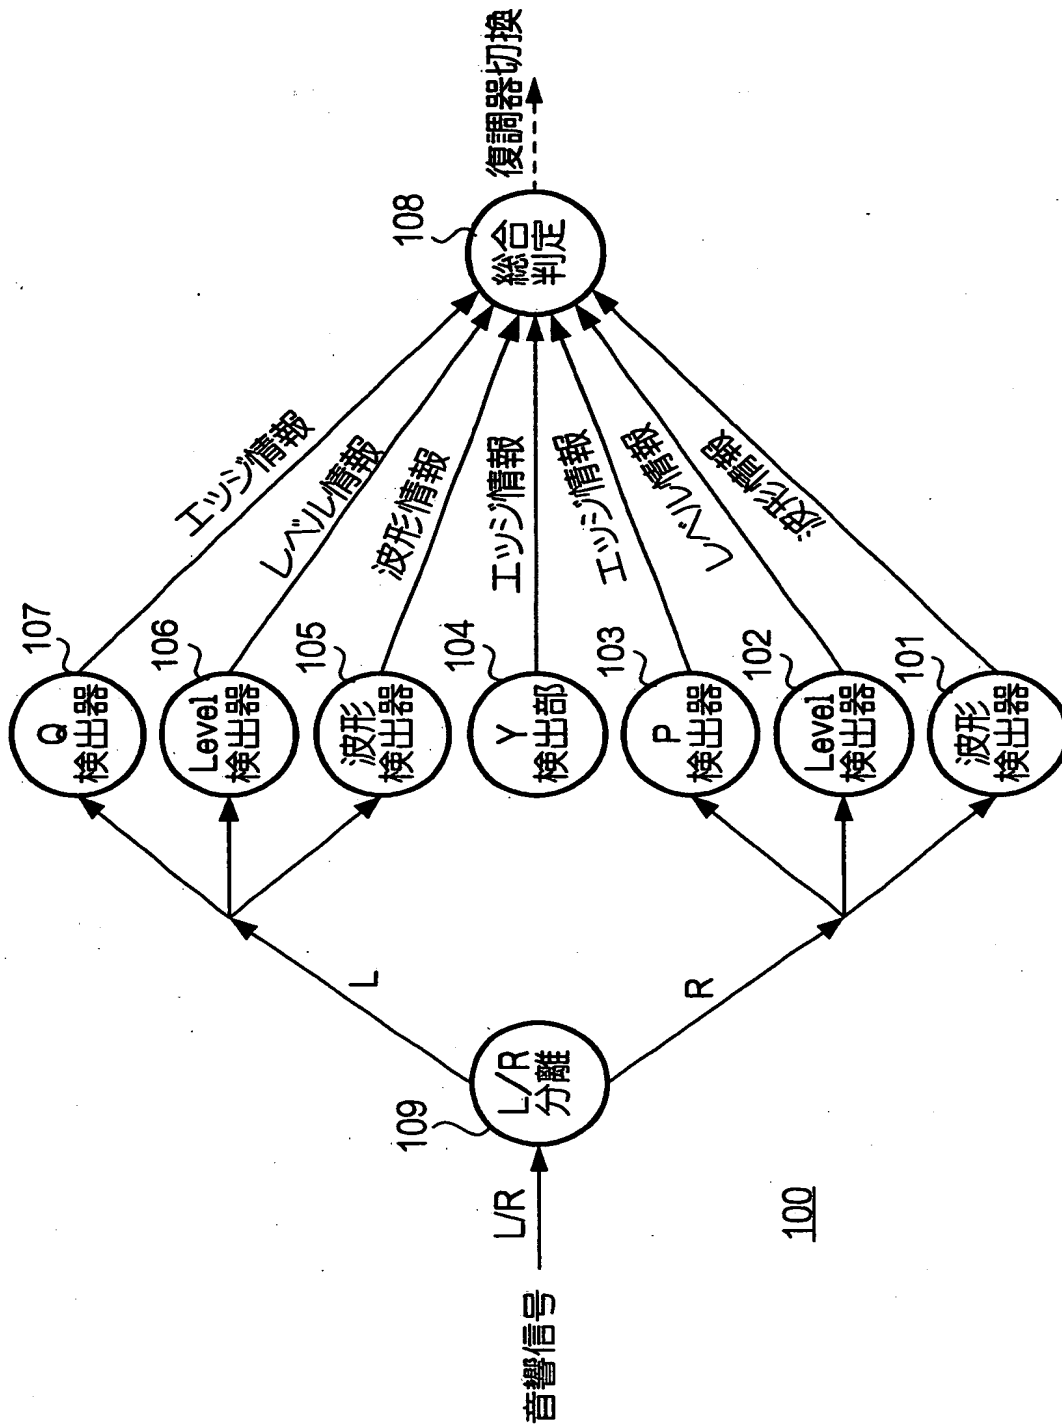 音響信号
L/R
109
L/R
分離
L
R
107
Q
検出器
106
Level
検出器
105
波形
検出器
104
Y
検出部
103
P
検出器
102
Level
検出器
101
波形
検出器
エッジ情報
レベル情報
波形情報
エッジ情報
エッジ情報
レベル情報
波形情報
108
総合
判定
復調器切換
100